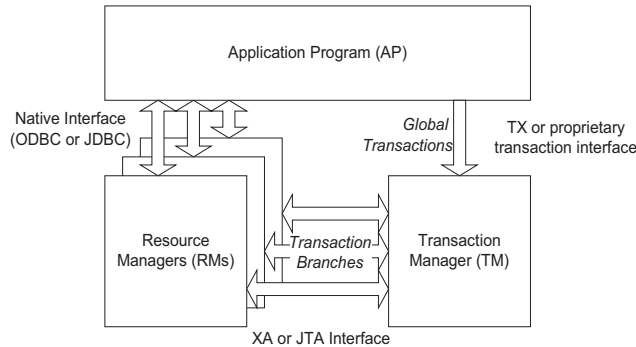 Application Program (AP)
Native Interface
(ODBC or JDBC)
Global
Transactions
TX or proprietary
transaction interface
Resource
Managers (RMs)
Transaction
Branches
Transaction
Manager (TM)
XA or JTA Interface